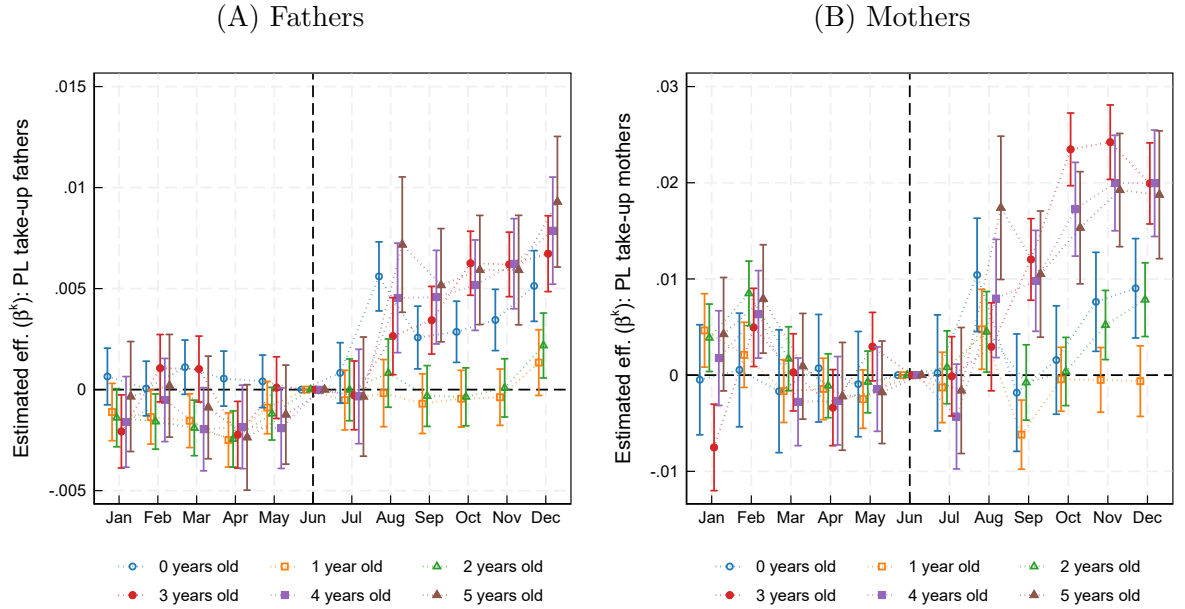 (A) Fathers
Estimated eff. (βᵏ): PL take-up fathers
.015
.01
.005
0
-.005
Jan Feb Mar Apr May Jun Jul Aug Sep Oct Nov Dec
0 years old 1 year old 2 years old
3 years old 4 years old 5 years old
(B) Mothers
Estimated eff. (βᵏ): PL take-up mothers
.03
.02
.01
0
-.01
Jan Feb Mar Apr May Jun Jul Aug Sep Oct Nov Dec
0 years old 1 year old 2 years old
3 years old 4 years old 5 years old